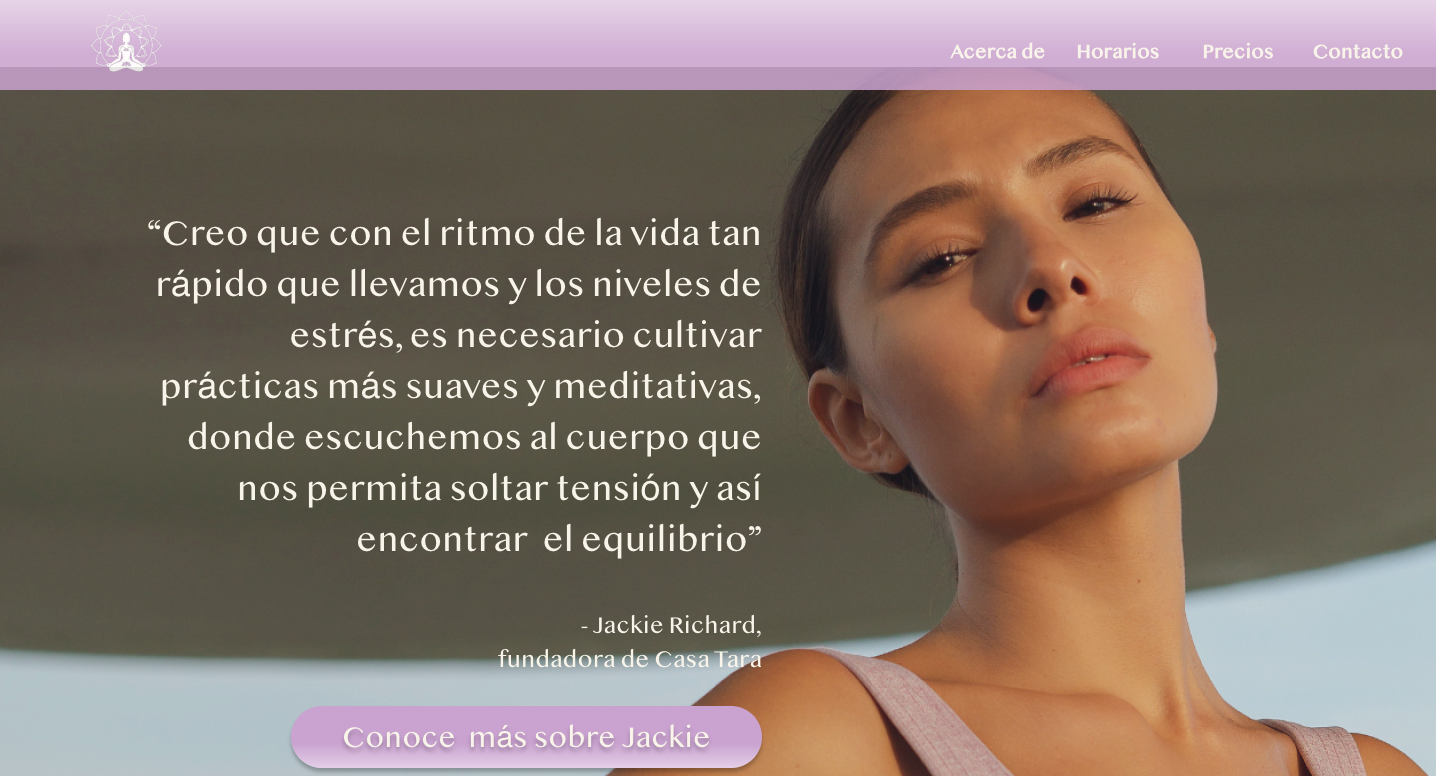 Acerca de Horarios Precios Contacto
“Creo que con el ritmo de la vida tan
rápido que llevamos y los niveles de
estrés, es necesario cultivar
prácticas más suaves y meditativas,
donde escuchemos al cuerpo que
nos permita soltar tensión y así
encontrar  el equilibrio”
- Jackie Richard,
fundadora de Casa Tara
Conoce  más sobre Jackie